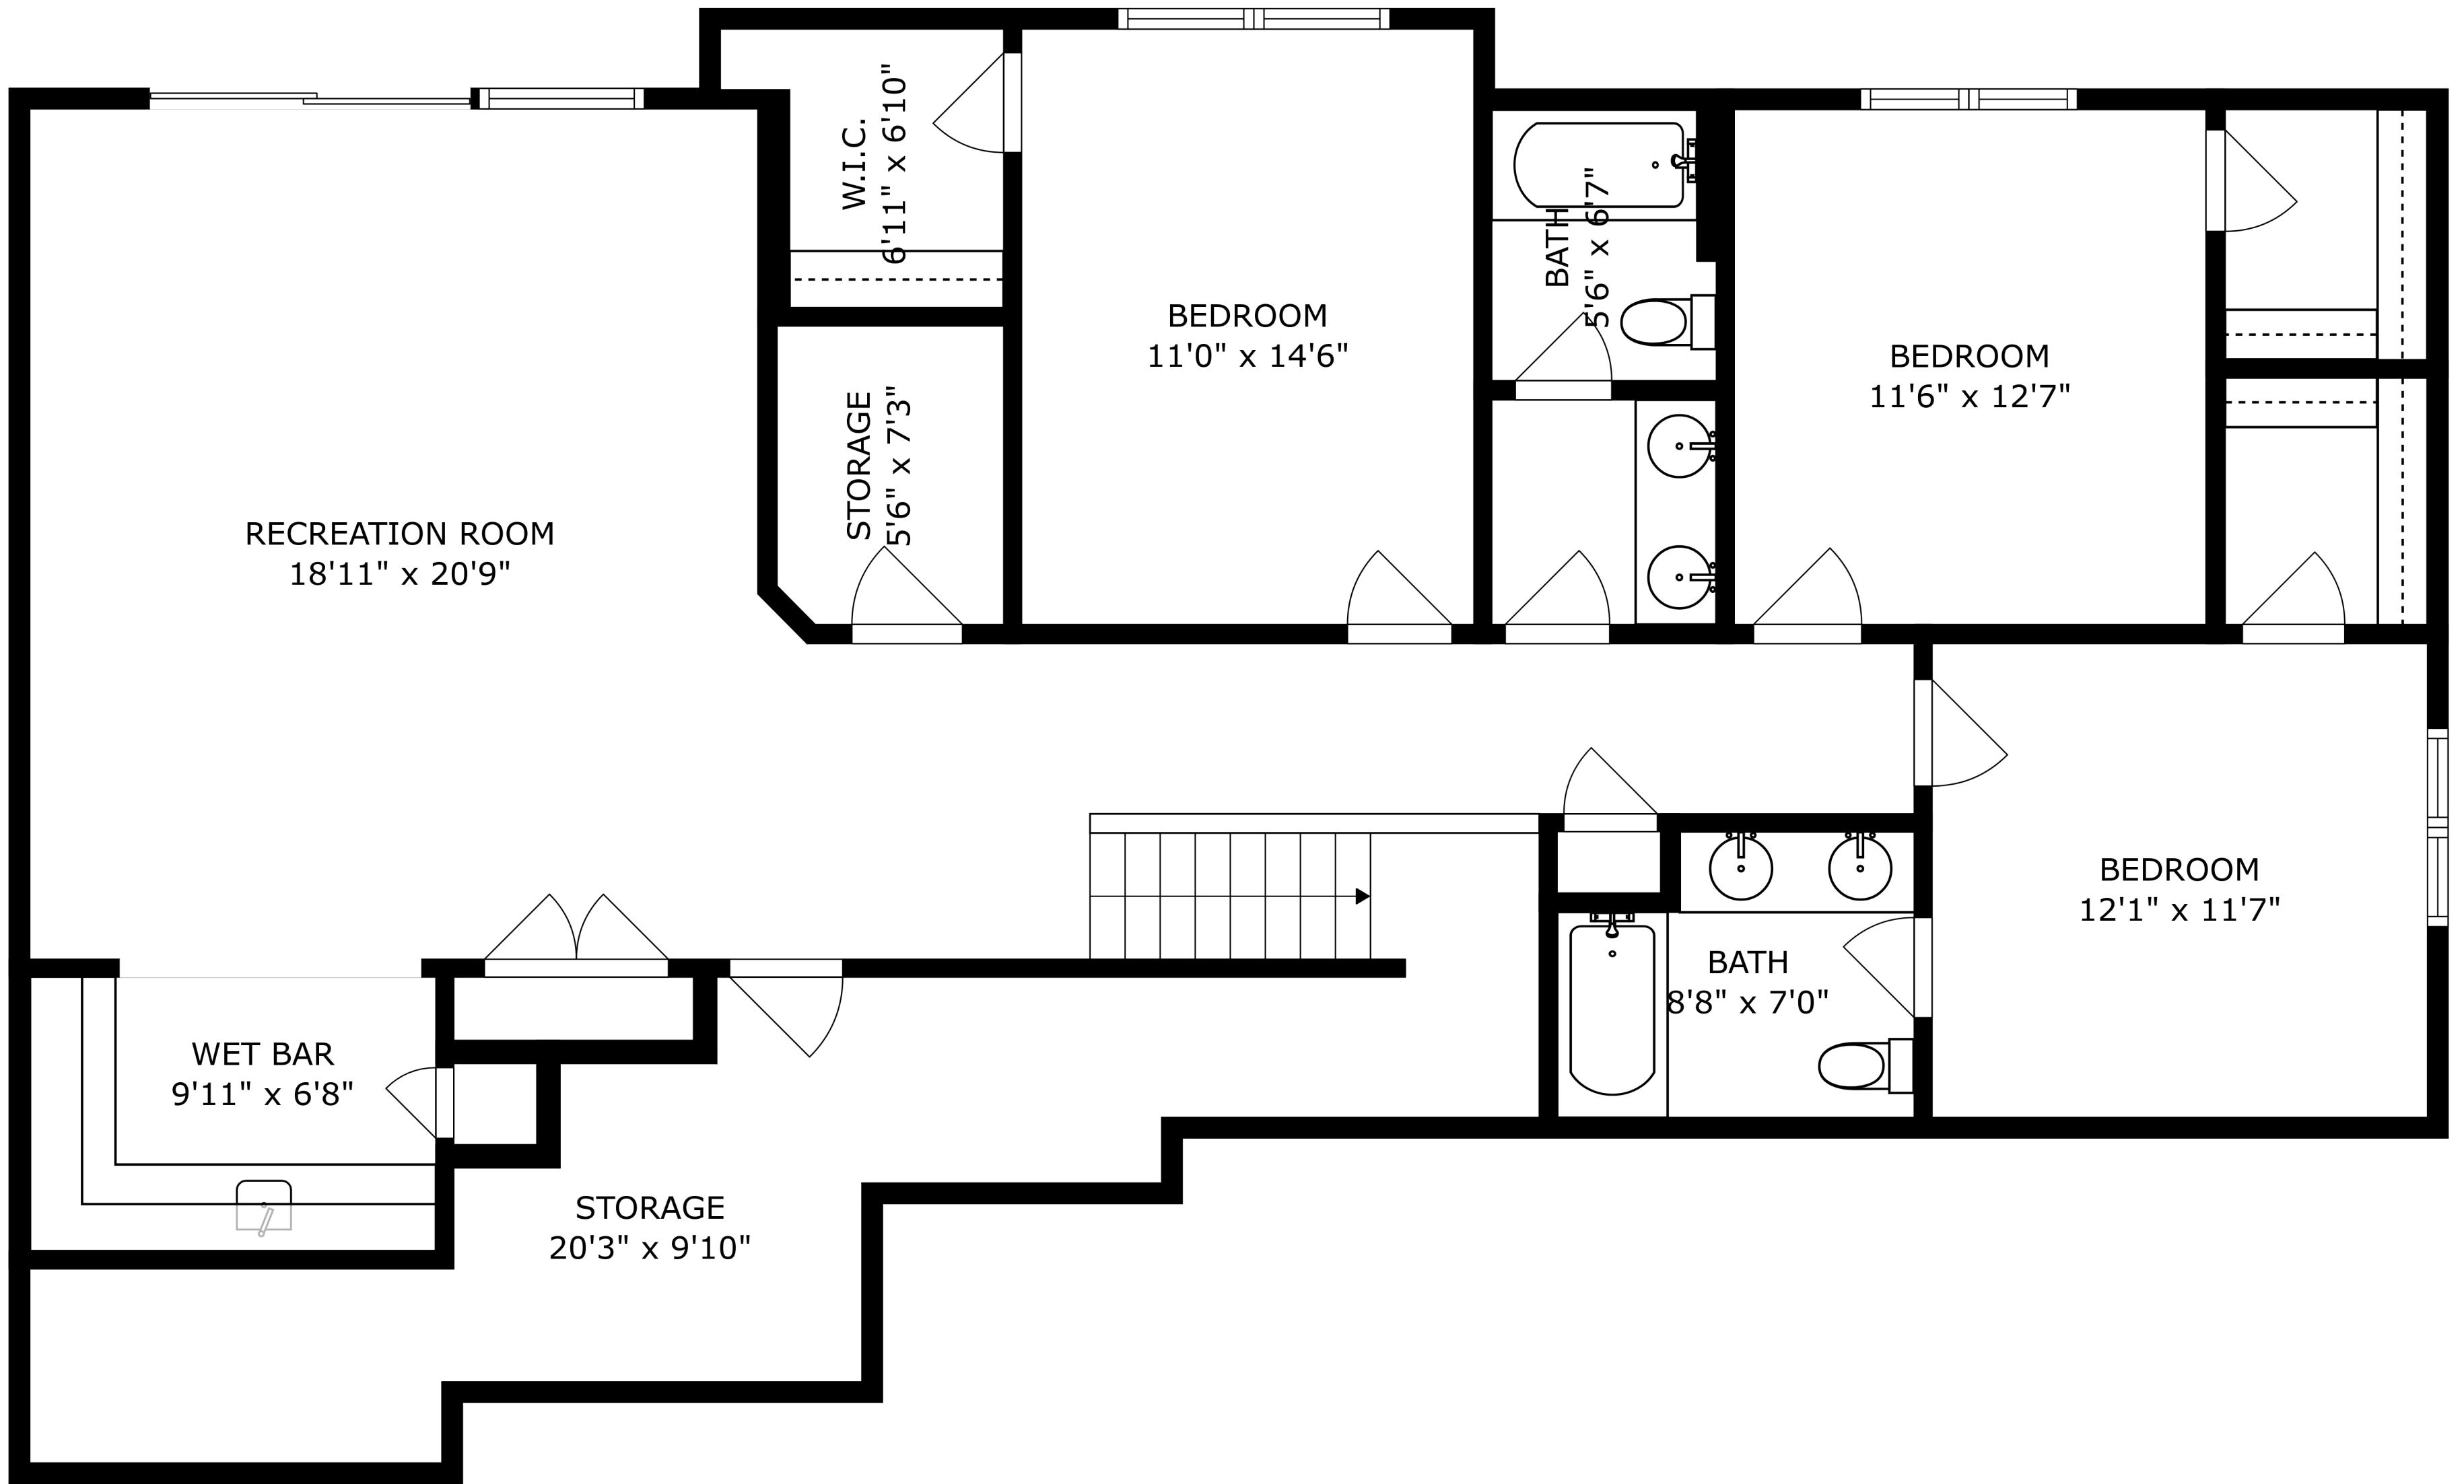 W.I.C.
6'11" x 6'10"
BATH
5'6" x 6'7"
BEDROOM
11'0" x 14'6"
BEDROOM
11'6" x 12'7"
STORAGE
5'6" x 7'3"
RECREATION ROOM
18'11" x 20'9"
BEDROOM
12'1" x 11'7"
BATH
8'8" x 7'0"
WET BAR
9'11" x 6'8"
STORAGE
20'3" x 9'10"